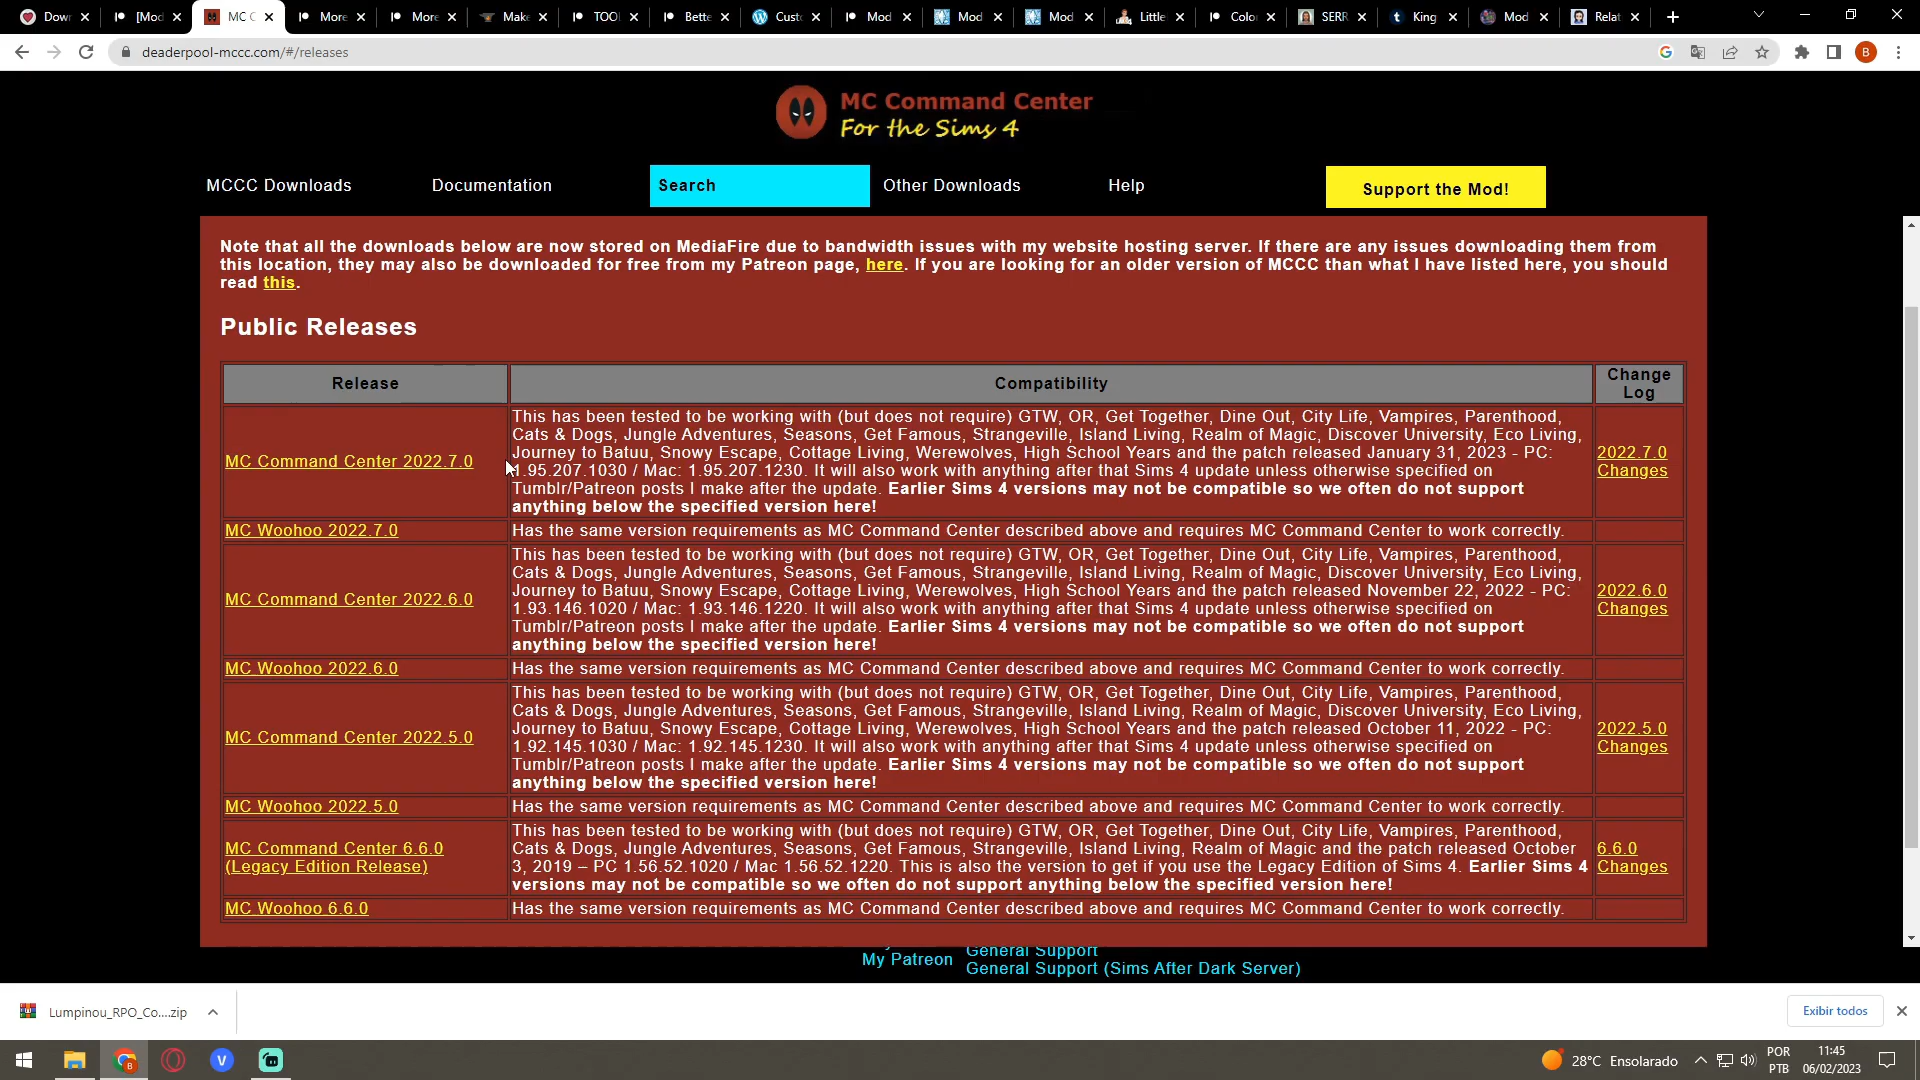 Down
[Mod
MC C
More
More
Make
TOO
Bette
Cust
Mod
Mod
Mod
Little
Colo
SERR
King
Mod
Relat
deaderpool-mccc.com/#/releases
B
MC Command Center
For the Sims 4
MCCC Downloads
Documentation
Search
Other Downloads
Help
Support the Mod!
Note that all the downloads below are now stored on MediaFire due to bandwidth issues with my website hosting server. If there are any issues downloading them from
this location, they may also be downloaded for free from my Patreon page, here. If you are looking for an older version of MCCC than what I have listed here, you should
read this.
Public Releases
Release
Compatibility
Change
Log
MC Command Center 2022.7.0
This has been tested to be working with (but does not require) GTW, OR, Get Together, Dine Out, City Life, Vampires, Parenthood,
Cats & Dogs, Jungle Adventures, Seasons, Get Famous, Strangeville, Island Living, Realm of Magic, Discover University, Eco Living,
Journey to Batuu, Snowy Escape, Cottage Living, Werewolves, High School Years and the patch released January 31, 2023 - PC:
1.95.207.1030 / Mac: 1.95.207.1230. It will also work with anything after that Sims 4 update unless otherwise specified on
Tumblr/Patreon posts I make after the update. Earlier Sims 4 versions may not be compatible so we often do not support
anything below the specified version here!
2022.7.0
Changes
MC Woohoo 2022.7.0
Has the same version requirements as MC Command Center described above and requires MC Command Center to work correctly.
MC Command Center 2022.6.0
This has been tested to be working with (but does not require) GTW, OR, Get Together, Dine Out, City Life, Vampires, Parenthood,
Cats & Dogs, Jungle Adventures, Seasons, Get Famous, Strangeville, Island Living, Realm of Magic, Discover University, Eco Living,
Journey to Batuu, Snowy Escape, Cottage Living, Werewolves, High School Years and the patch released November 22, 2022 - PC:
1.93.146.1020 / Mac: 1.93.146.1220. It will also work with anything after that Sims 4 update unless otherwise specified on
Tumblr/Patreon posts I make after the update. Earlier Sims 4 versions may not be compatible so we often do not support
anything below the specified version here!
2022.6.0
Changes
MC Woohoo 2022.6.0
Has the same version requirements as MC Command Center described above and requires MC Command Center to work correctly.
MC Command Center 2022.5.0
This has been tested to be working with (but does not require) GTW, OR, Get Together, Dine Out, City Life, Vampires, Parenthood,
Cats & Dogs, Jungle Adventures, Seasons, Get Famous, Strangeville, Island Living, Realm of Magic, Discover University, Eco Living,
Journey to Batuu, Snowy Escape, Cottage Living, Werewolves, High School Years and the patch released October 11, 2022 - PC:
1.92.145.1030 / Mac: 1.92.145.1230. It will also work with anything after that Sims 4 update unless otherwise specified on
Tumblr/Patreon posts I make after the update. Earlier Sims 4 versions may not be compatible so we often do not support
anything below the specified version here!
2022.5.0
Changes
MC Woohoo 2022.5.0
Has the same version requirements as MC Command Center described above and requires MC Command Center to work correctly.
MC Command Center 6.6.0
(Legacy Edition Release)
This has been tested to be working with (but does not require) GTW, OR, Get Together, Dine Out, City Life, Vampires, Parenthood,
Cats & Dogs, Jungle Adventures, Seasons, Get Famous, Strangeville, Island Living, Realm of Magic and the patch released October
3, 2019 – PC 1.56.52.1020 / Mac 1.56.52.1220. This is also the version to get if you use the Legacy Edition of Sims 4. Earlier Sims 4
versions may not be compatible so we often do not support anything below the specified version here!
6.6.0
Changes
MC Woohoo 6.6.0
Has the same version requirements as MC Command Center described above and requires MC Command Center to work correctly.
My Patreon
General Support
General Support (Sims After Dark Server)
Lumpinou_RPO_Co....zip
Exibir todos
28°C Ensolarado
POR
PTB
11:45
06/02/2023